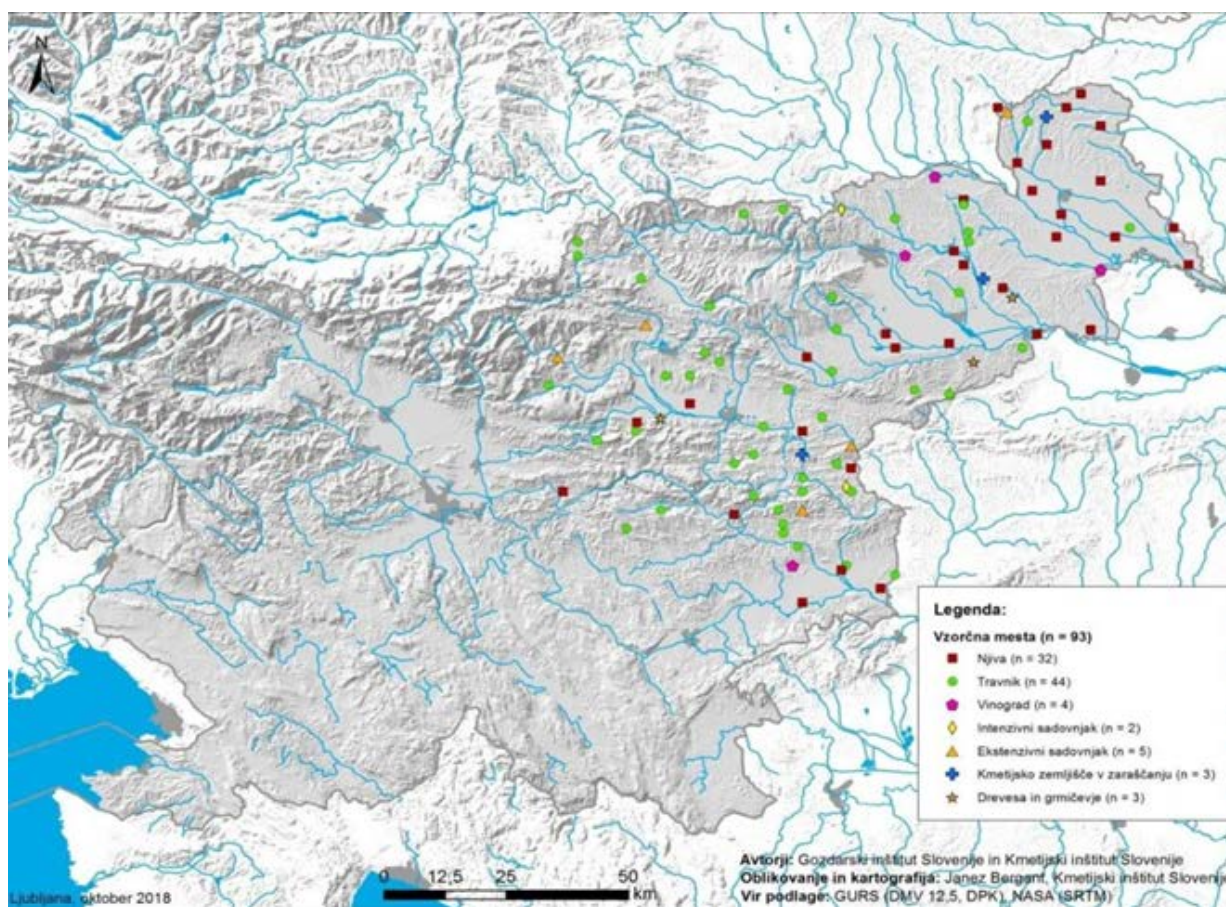 N
Legenda:
Vzorčna mesta (n = 93)
Njiva (n = 32)
Travnik (n = 44)
Vinograd (n = 4)
Intenzivni sadovnjak (n = 2)
Ekstenzivni sadovnjak (n = 5)
Kmetijsko zemljišče v zaraščanju (n = 3)
Drevesa in grmičevje (n = 3)
Avtorji: Gozdarski inštitut Slovenije in Kmetijski inštitut Slovenije
Oblikovanje in kartografija: Janez Bergant, Kmetijski inštitut Slovenije
Vir podlage: GURS (DMV 12,5, DPK), NASA (SRTM)
0 12,5 25 50
km
Ljubljana, oktober 2018